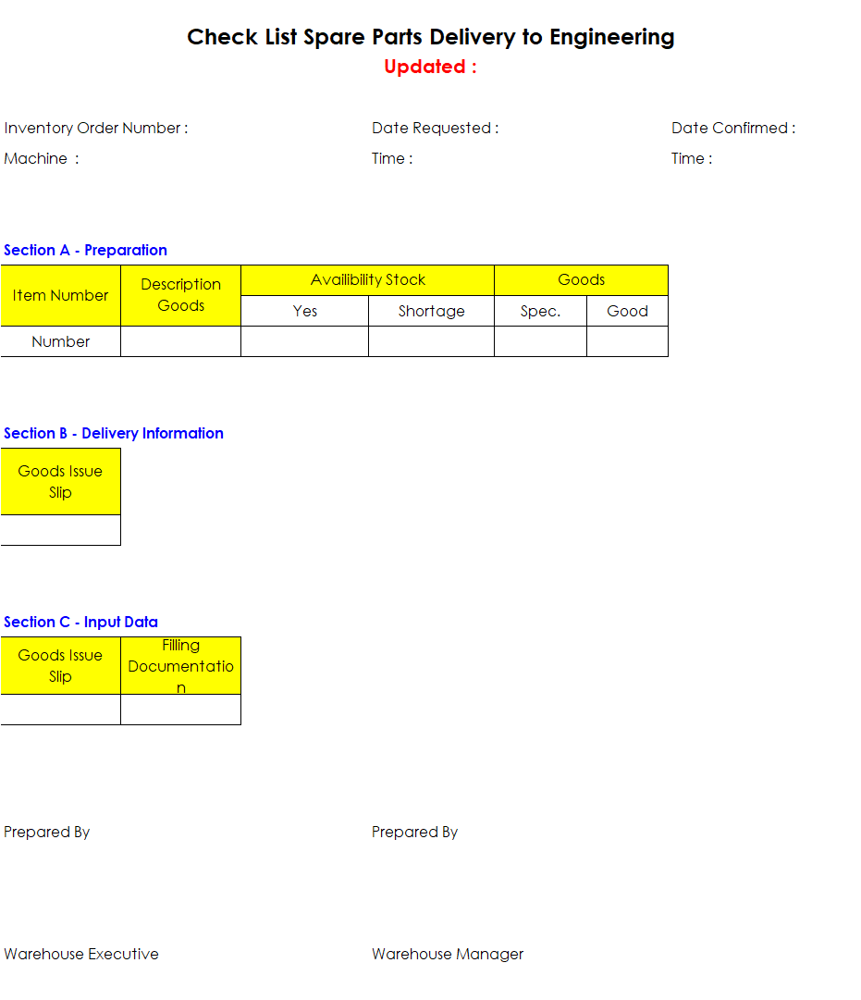 Check List Spare Parts Delivery to Engineering
Updated :
Inventory Order Number : Date Requested : Date Confirmed :
Machine : Time : Time :
Section A - Preparation
Item Number Description Goods Availibility Stock Goods
Yes Shortage Spec. Good
Number
Section B - Delivery Information
Goods Issue
Slip
Section C - Input Data
Goods Issue
Slip
Filling
Documentatio
n
Prepared By Prepared By
Warehouse Executive Warehouse Manager